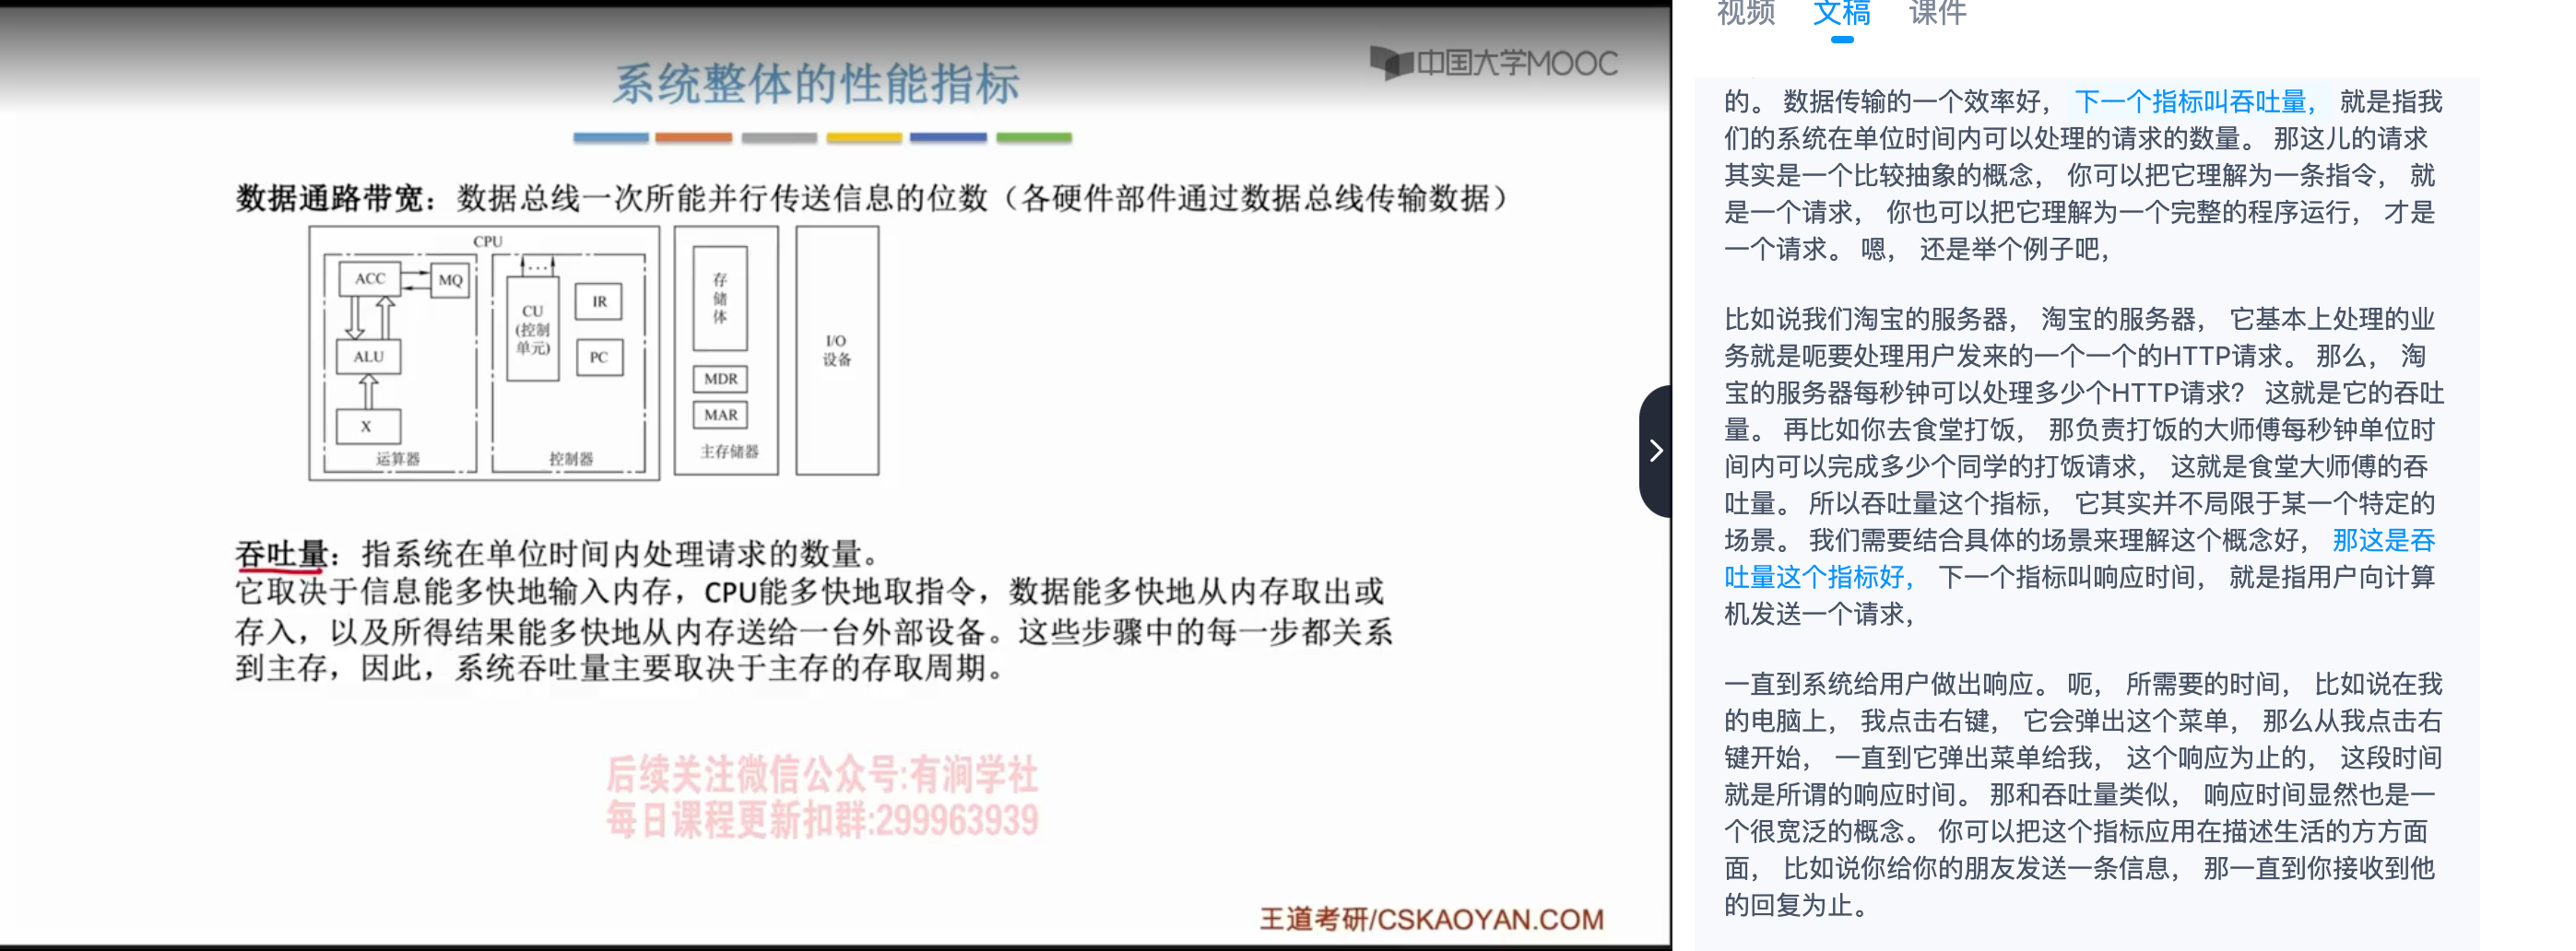 中国大学MOOC
系统整体的性能指标
数据通路带宽：数据总线一次所能并行传送信息的位数（各硬件部件通过数据总线传输数据）
CPU
ACC
MQ
ALU
X
运算器
CU
(控制
单元)
IR
PC
控制器
存
储
体
MDR
MAR
主存储器
I/O
设备
吞吐量：指系统在单位时间内处理请求的数量。
它取决于信息能多快地输入内存，CPU能多快地取指令，数据能多快地从内存取出或
存入，以及所得结果能多快地从内存送给一台外部设备。这些步骤中的每一步都关系
到主存，因此，系统吞吐量主要取决于主存的存取周期。
后续关注微信公众号:有涧学社
每日课程更新扣群:299963939
王道考研/CSKAOYAN.COM
视频 文稿 课件
的。 数据传输的一个效率好， 下一个指标叫吞吐量， 就是指我
们的系统在单位时间内可以处理的请求的数量。 那这儿的请求
其实是一个比较抽象的概念， 你可以把它理解为一条指令， 就
是一个请求， 你也可以把它理解为一个完整的程序运行， 才是
一个请求。 嗯， 还是举个例子吧，
比如说我们淘宝的服务器， 淘宝的服务器， 它基本上处理的业
务就是呃要处理用户发来的一个一个的HTTP请求。 那么， 淘
宝的服务器每秒钟可以处理多少个HTTP请求？ 这就是它的吞吐
量。 再比如你去食堂打饭， 那负责打饭的大师傅每秒钟单位时
间内可以完成多少个同学的打饭请求， 这就是食堂大师傅的吞
吐量。 所以吞吐量这个指标， 它其实并不局限于某一个特定的
场景。 我们需要结合具体的场景来理解这个概念好， 那这是吞
吐量这个指标好， 下一个指标叫响应时间， 就是指用户向计算
机发送一个请求，
一直到系统给用户做出响应。 呃， 所需要的时间， 比如说在我
的电脑上， 我点击右键， 它会弹出这个菜单， 那么从我点击右
键开始， 一直到它弹出菜单给我， 这个响应为止的， 这段时间
就是所谓的响应时间。 那和吞吐量类似， 响应时间显然也是一
个很宽泛的概念。 你可以把这个指标应用在描述生活的方方面
面， 比如说你给你的朋友发送一条信息， 那一直到你接收到他
的回复为止。